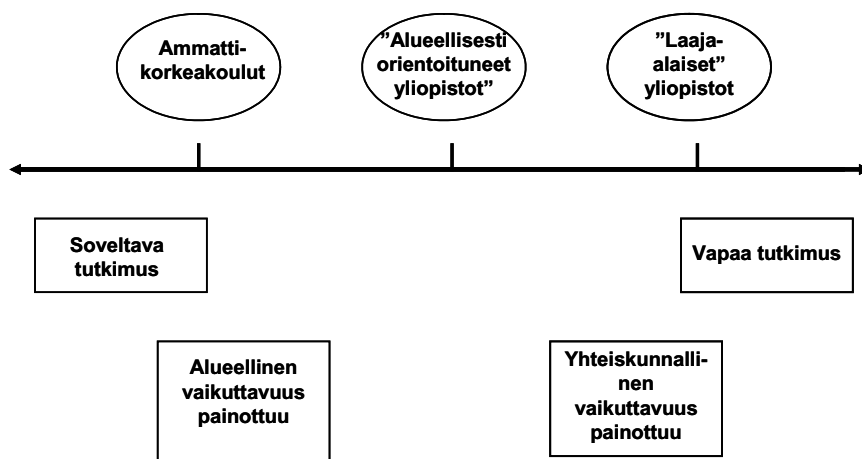 Ammatti-
korkeakoulut
”Alueellisesti
orientoituneet
yliopistot”
”Laaja-
alaiset”
yliopistot
Soveltava
tutkimus
Vapaa tutkimus
Alueellinen
vaikuttavuus
painottuu
Yhteiskunnalli-
nen
vaikuttavuus
painottuu